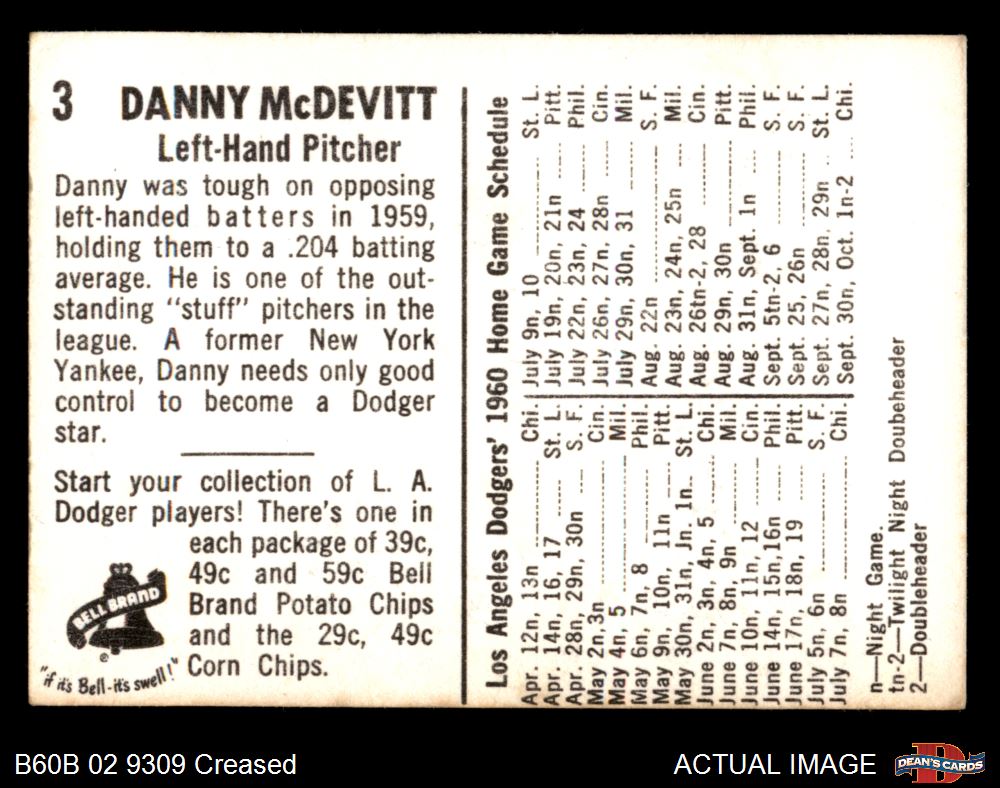 3 DANNY McDEVITT
Left-Hand Pitcher
Danny was tough on opposing
left-handed batters in 1959,
holding them to a .204 batting
average. He is one of the out-
standing "stuff" pitchers in the
league. A former New York
Yankee, Danny needs only good
control to become a Dodger
star.
Start your collection of L. A.
Dodger players! There's one in
each package of 39c,
49c and 59c Bell
Brand Potato Chips
and the 29c, 49c
Corn Chips.
BELL BRAND
®
"if it's Bell-it's swell!"
Los Angeles Dodgers' 1960 Home Game Schedule
Apr. 12n, 13n Chi.
Apr. 14n, 16, 17 St. L.
Apr. 28n, 29n, 30n S. F.
May 2n, 3n Cin.
May 4n, 5 Mil.
May 6n, 7n, 8 Phil.
May 9n, 10n, 11n Pitt.
May 30n, 31n, Jn. 1n St. L.
June 2n, 3n, 4n, 5 Chi.
June 7n, 8n, 9n Mil.
June 10n, 11n, 12 Cin.
June 14n, 15n, 16n Phil.
June 17n, 18n, 19 Pitt.
July 5n, 6n S. F.
July 7n, 8n Chi.
July 9n, 10 St. L.
July 19n, 20n, 21n Pitt.
July 22n, 23n, 24 Phil.
July 26n, 27n, 28n Cin.
July 29n, 30n, 31 Mil.
Aug. 22n S. F.
Aug. 23n, 24n, 25n Mil.
Aug. 26tn-2, 28 Cin.
Aug. 29n, 30n Pitt.
Aug. 31n, Sept. 1n Phil.
Sept. 5tn-2, 6 S. F.
Sept. 25, 26n S. F.
Sept. 27n, 28n, 29n St. L.
Sept. 30n, Oct. 1n-2 Chi.
n—Night Game.
tn-2—Twilight Night Doubeheader
2—Doubleheader
B60B 02 9309 Creased
ACTUAL IMAGE
DEAN'S CARDS